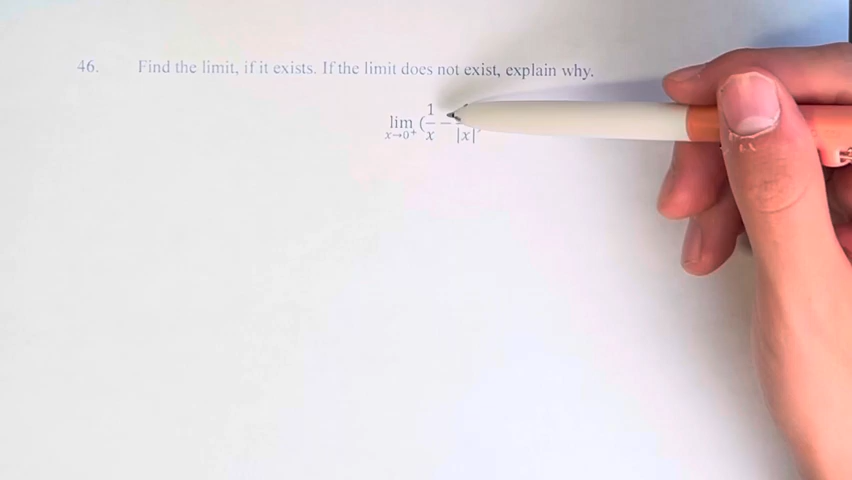 46. Find the limit, if it exists. If the limit does not exist, explain why.
lim x→0⁺ (1/x − /|x|